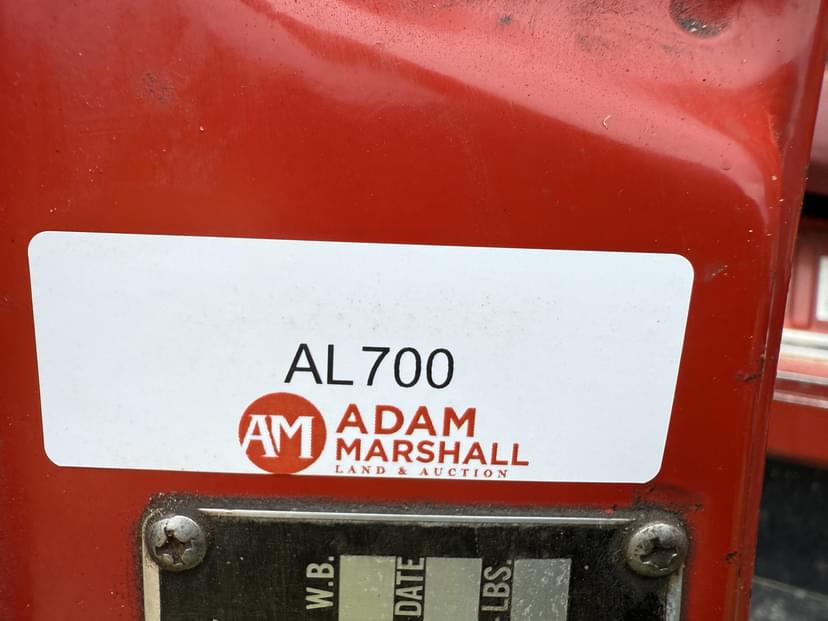 AL700
AM
ADAM
MARSHALL
LAND & AUCTION
W.B.
DATE
LBS.